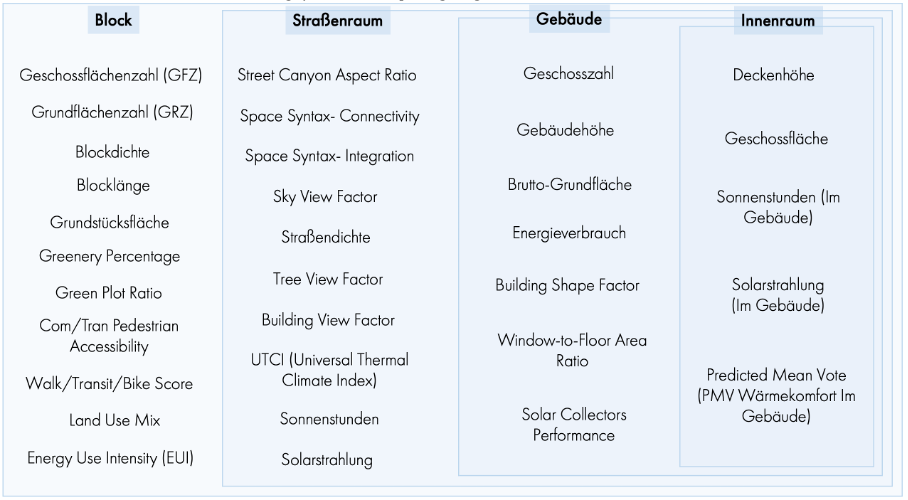 Block
Geschossflächenzahl (GFZ)
Grundflächenzahl (GRZ)
Blockdichte
Blocklänge
Grundstücksfläche
Greenery Percentage
Green Plot Ratio
Com/Tran Pedestrian
Accessibility
Walk/Transit/Bike Score
Land Use Mix
Energy Use Intensity (EUI)
Straßenraum
Street Canyon Aspect Ratio
Space Syntax- Connectivity
Space Syntax- Integration
Sky View Factor
Straßendichte
Tree View Factor
Building View Factor
UTCI (Universal Thermal
Climate Index)
Sonnenstunden
Solarstrahlung
Gebäude
Geschosszahl
Gebäudehöhe
Brutto-Grundfläche
Energieverbrauch
Building Shape Factor
Window-to-Floor Area
Ratio
Solar Collectors
Performance
Innenraum
Deckenhöhe
Geschossfläche
Sonnenstunden (Im
Gebäude)
Solarstrahlung
(Im Gebäude)
Predicted Mean Vote
(PMV Wärmekomfort Im
Gebäude)